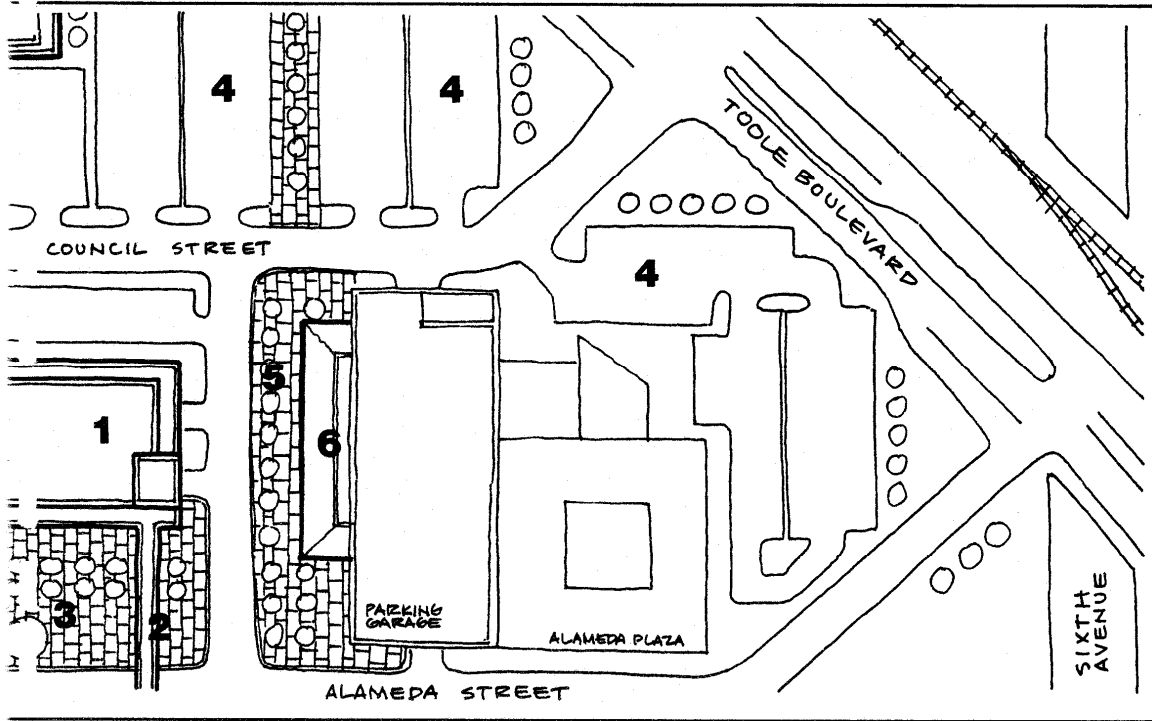 4
4
TOOLE BOULEVARD
COUNCIL STREET
4
5
1
6
3
2
PARKING
GARAGE
ALAMEDA PLAZA
SIXTH
AVENUE
ALAMEDA STREET